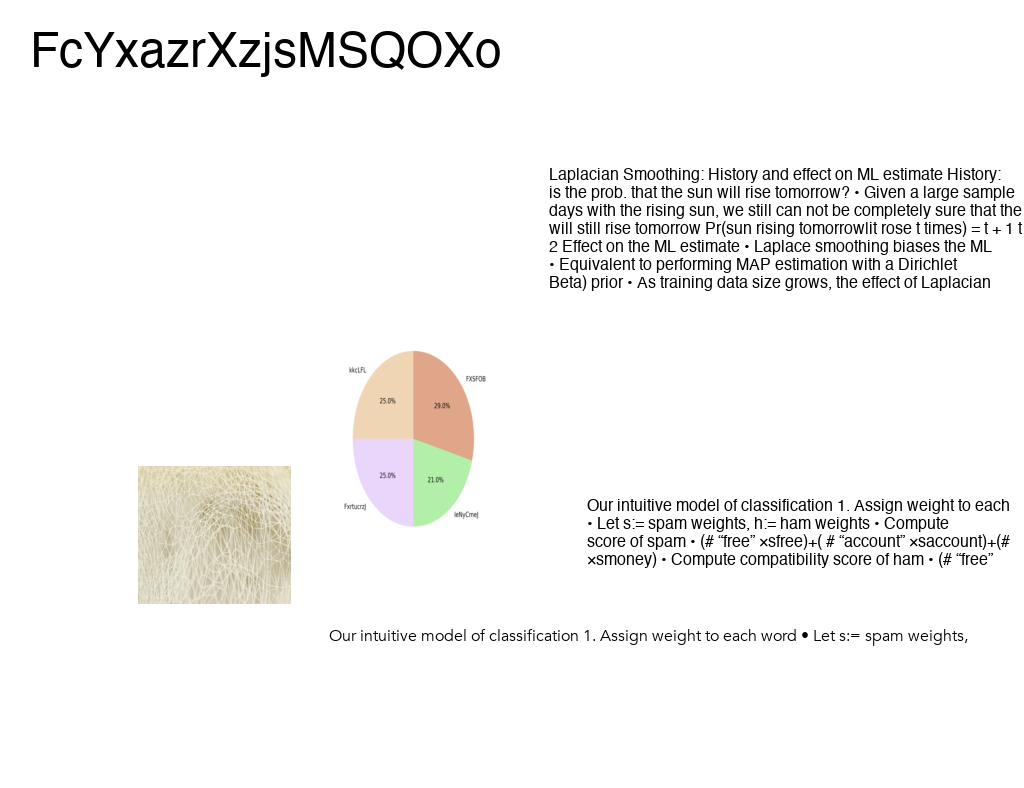 FcYxazrXzjsMSQOXo
Laplacian Smoothing: History and effect on ML estimate History:
is the prob. that the sun will rise tomorrow? • Given a large sample
days with the rising sun, we still can not be completely sure that the
will still rise tomorrow Pr(sun rising tomorrowlit rose t times) = t + 1 t
2 Effect on the ML estimate • Laplace smoothing biases the ML
• Equivalent to performing MAP estimation with a Dirichlet
Beta) prior • As training data size grows, the effect of Laplacian
kkcLFL
FXSFOB
25.0%
29.0%
25.0%
21.0%
FxrtucrzJ
IeNyCmeJ
Our intuitive model of classification 1. Assign weight to each
• Let s:= spam weights, h:= ham weights • Compute
score of spam • (# “free” ×sfree)+( # “account” ×saccount)+(#
×smoney) • Compute compatibility score of ham • (# “free”
Our intuitive model of classification 1. Assign weight to each word • Let s:= spam weights,